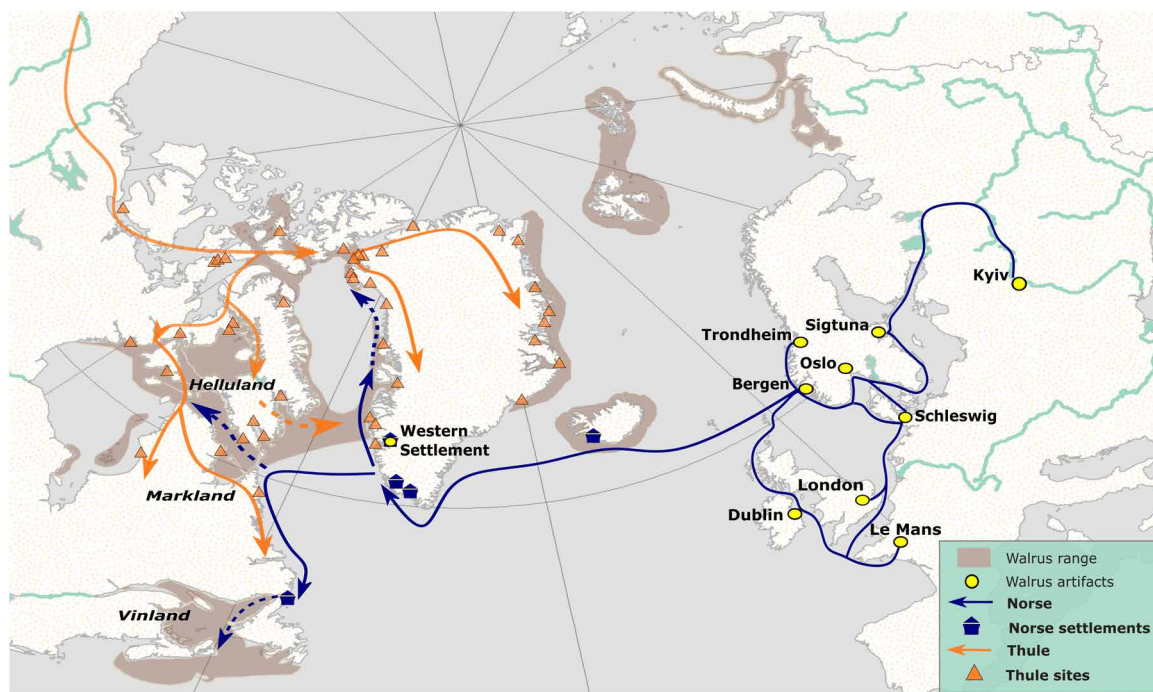 Kyiv
Sigtuna
Trondheim
Oslo
Bergen
Helluland
Schleswig
Western
Settlement
Markland
London
Dublin
Le Mans
Vinland
Walrus range
Walrus artifacts
Norse
Norse settlements
Thule
Thule sites